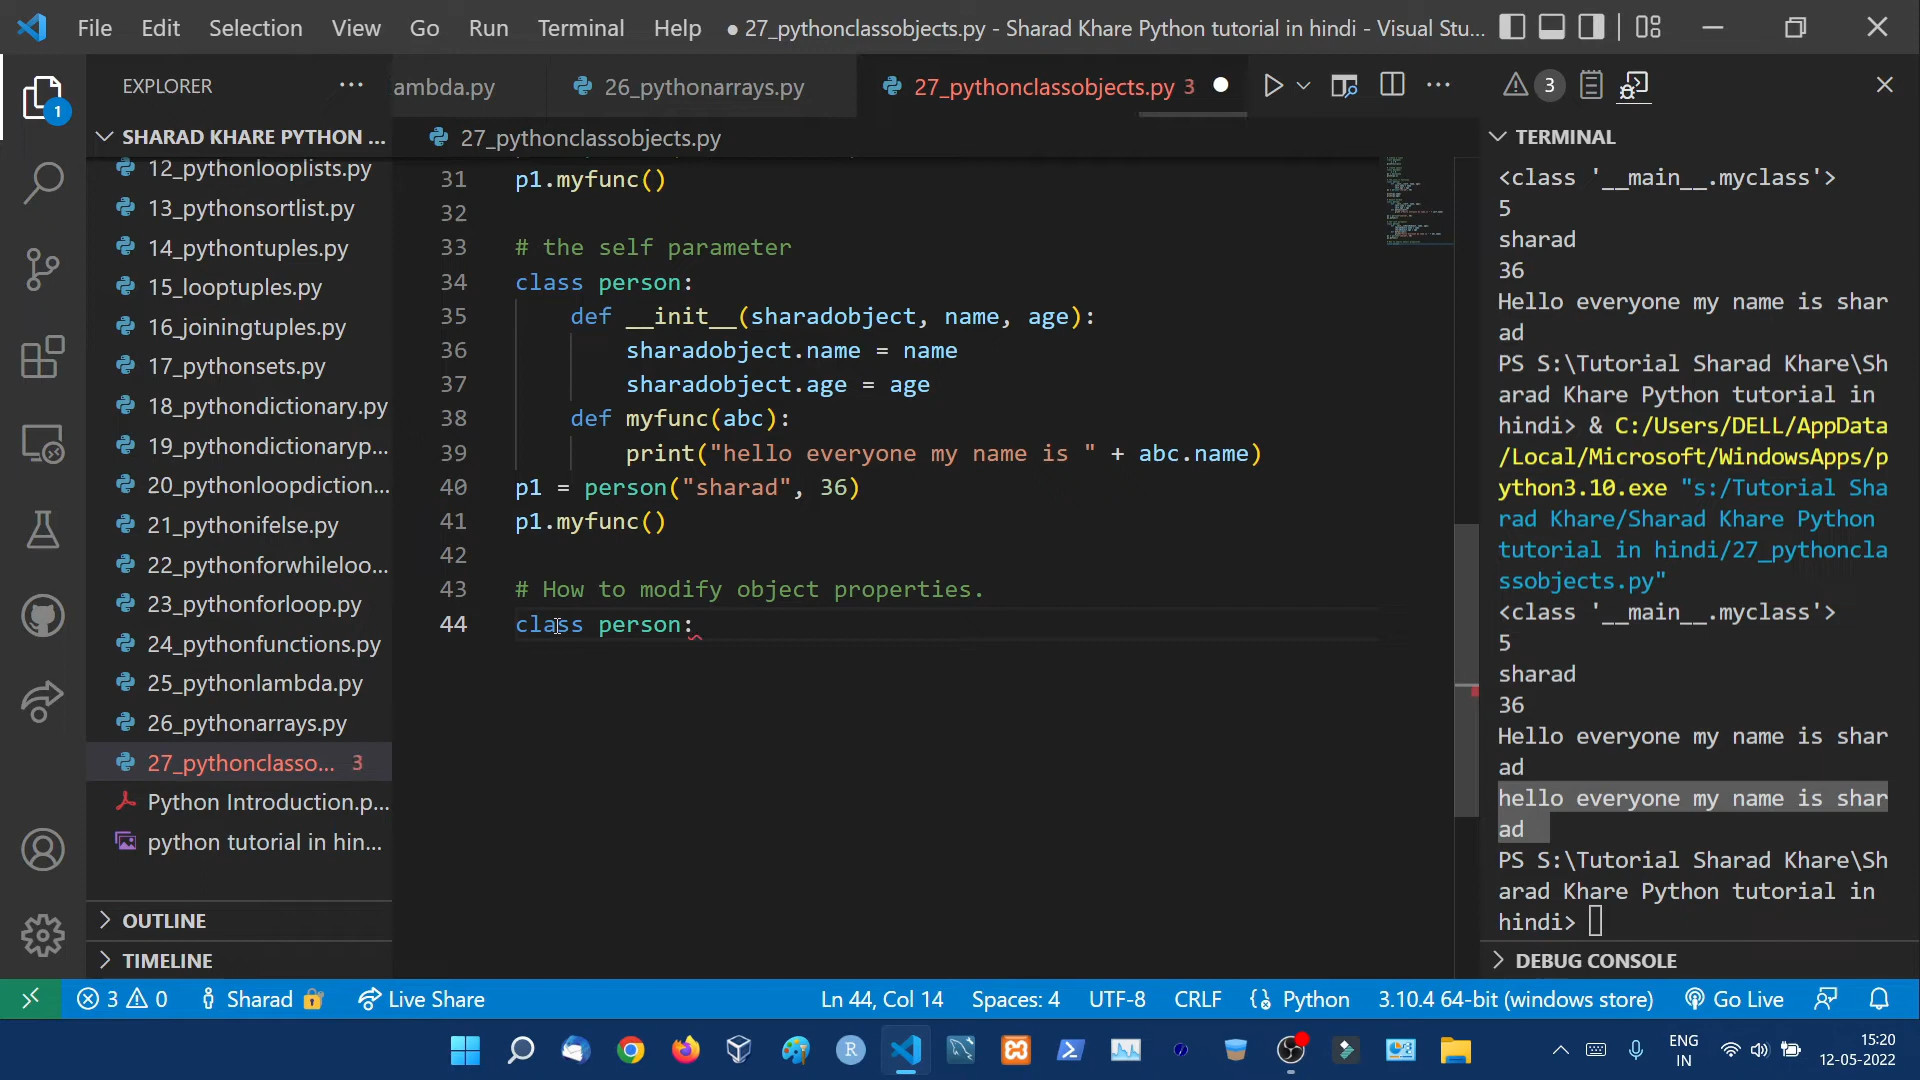 File Edit Selection View Go Run Terminal Help ● 27_pythonclassobjects.py - Sharad Khare Python tutorial in hindi - Visual Stu...
EXPLORER ...
ambda.py 26_pythonarrays.py 27_pythonclassobjects.py 3
3
SHARAD KHARE PYTHON ...
12_pythonlooplists.py
13_pythonsortlist.py
14_pythontuples.py
15_looptuples.py
16_joiningtuples.py
17_pythonsets.py
18_pythondictionary.py
19_pythondictionaryp...
20_pythonloopdiction...
21_pythonifelse.py
22_pythonforwhileloo...
23_pythonforloop.py
24_pythonfunctions.py
25_pythonlambda.py
26_pythonarrays.py
27_pythonclasso... 3
Python Introduction.p...
python tutorial in hin...
OUTLINE
TIMELINE
1
27_pythonclassobjects.py
31 p1.myfunc()
32
33 # the self parameter
34 class person:
35 def __init__(sharadobject, name, age):
36 sharadobject.name = name
37 sharadobject.age = age
38 def myfunc(abc):
39 print("hello everyone my name is " + abc.name)
40 p1 = person("sharad", 36)
41 p1.myfunc()
42
43 # How to modify object properties.
44 class person:
TERMINAL
<class '__main__.myclass'>
5
sharad
36
Hello everyone my name is shar
ad
PS S:\Tutorial Sharad Khare\Sh
arad Khare Python tutorial in
hindi> & C:/Users/DELL/AppData
/Local/Microsoft/WindowsApps/p
ython3.10.exe "s:/Tutorial Sha
rad Khare/Sharad Khare Python
tutorial in hindi/27_pythoncla
ssobjects.py"
<class '__main__.myclass'>
5
sharad
36
Hello everyone my name is shar
ad
hello everyone my name is shar
ad
PS S:\Tutorial Sharad Khare\Sh
arad Khare Python tutorial in
hindi>
DEBUG CONSOLE
3 0 Sharad Live Share Ln 44, Col 14 Spaces: 4 UTF-8 CRLF Python 3.10.4 64-bit (windows store) Go Live
R
ENG
IN
15:20
12-05-2022